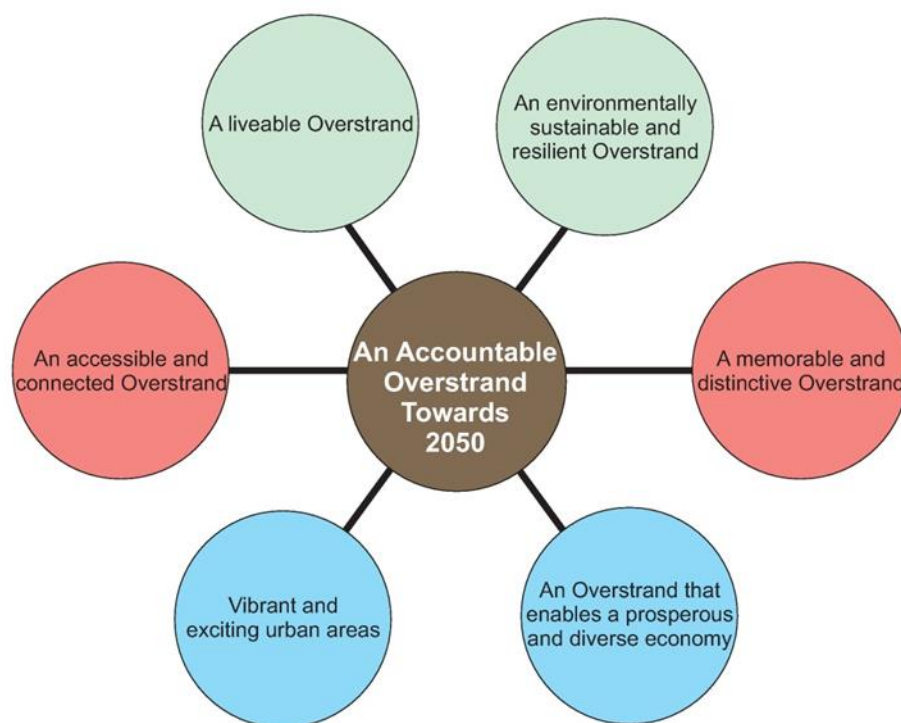 A liveable Overstrand
An environmentally
sustainable and
resilient Overstrand
An accessible and
connected Overstrand
An Accountable
Overstrand
Towards
2050
A memorable and
distinctive Overstrand
Vibrant and
exciting urban areas
An Overstrand that
enables a prosperous
and diverse economy